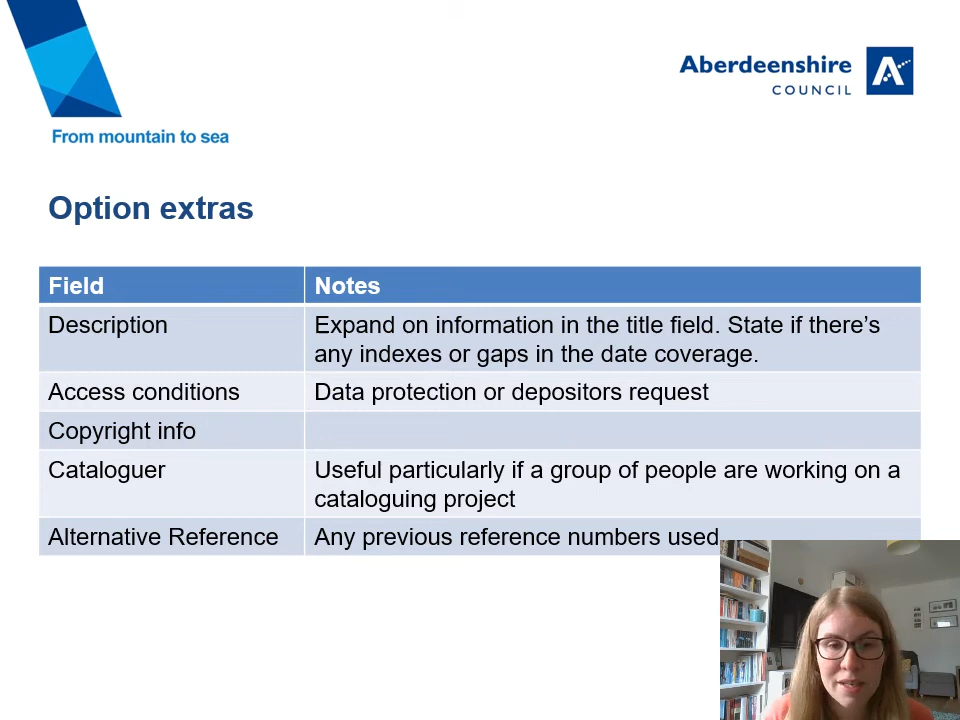 Aberdeenshire
COUNCIL
From mountain to sea
Option extras
Field Notes
Description Expand on information in the title field. State if there's
any indexes or gaps in the date coverage.
Access conditions Data protection or depositors request
Copyright info
Cataloguer Useful particularly if a group of people are working on a
cataloguing project
Alternative Reference Any previous reference numbers used